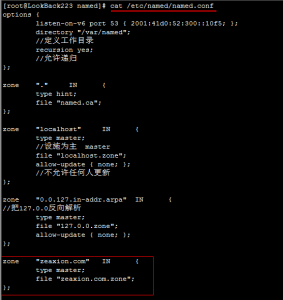 [root@LookBack223 named]# cat /etc/named/named.conf
options {
listen-on-v6 port 53 { 2001:41d0:52:300::10f5; };
directory "/var/named";
//定义工作目录
recursion yes;
//允许递归
};
zone "." IN {
type hint;
file "named.ca";
};
zone "localhost" IN {
type master;
//设施为主 master
file "localhost.zone";
allow-update { none; };
//不允许任何人更新
};
zone "0.0.127.in-addr.arpa" IN {
//把127.0.0反向解析
type master;
file "127.0.0.zone";
allow-update { none; };
};
zone "zeaxion.com" IN {
type master;
file "zeaxion.com.zone";
};